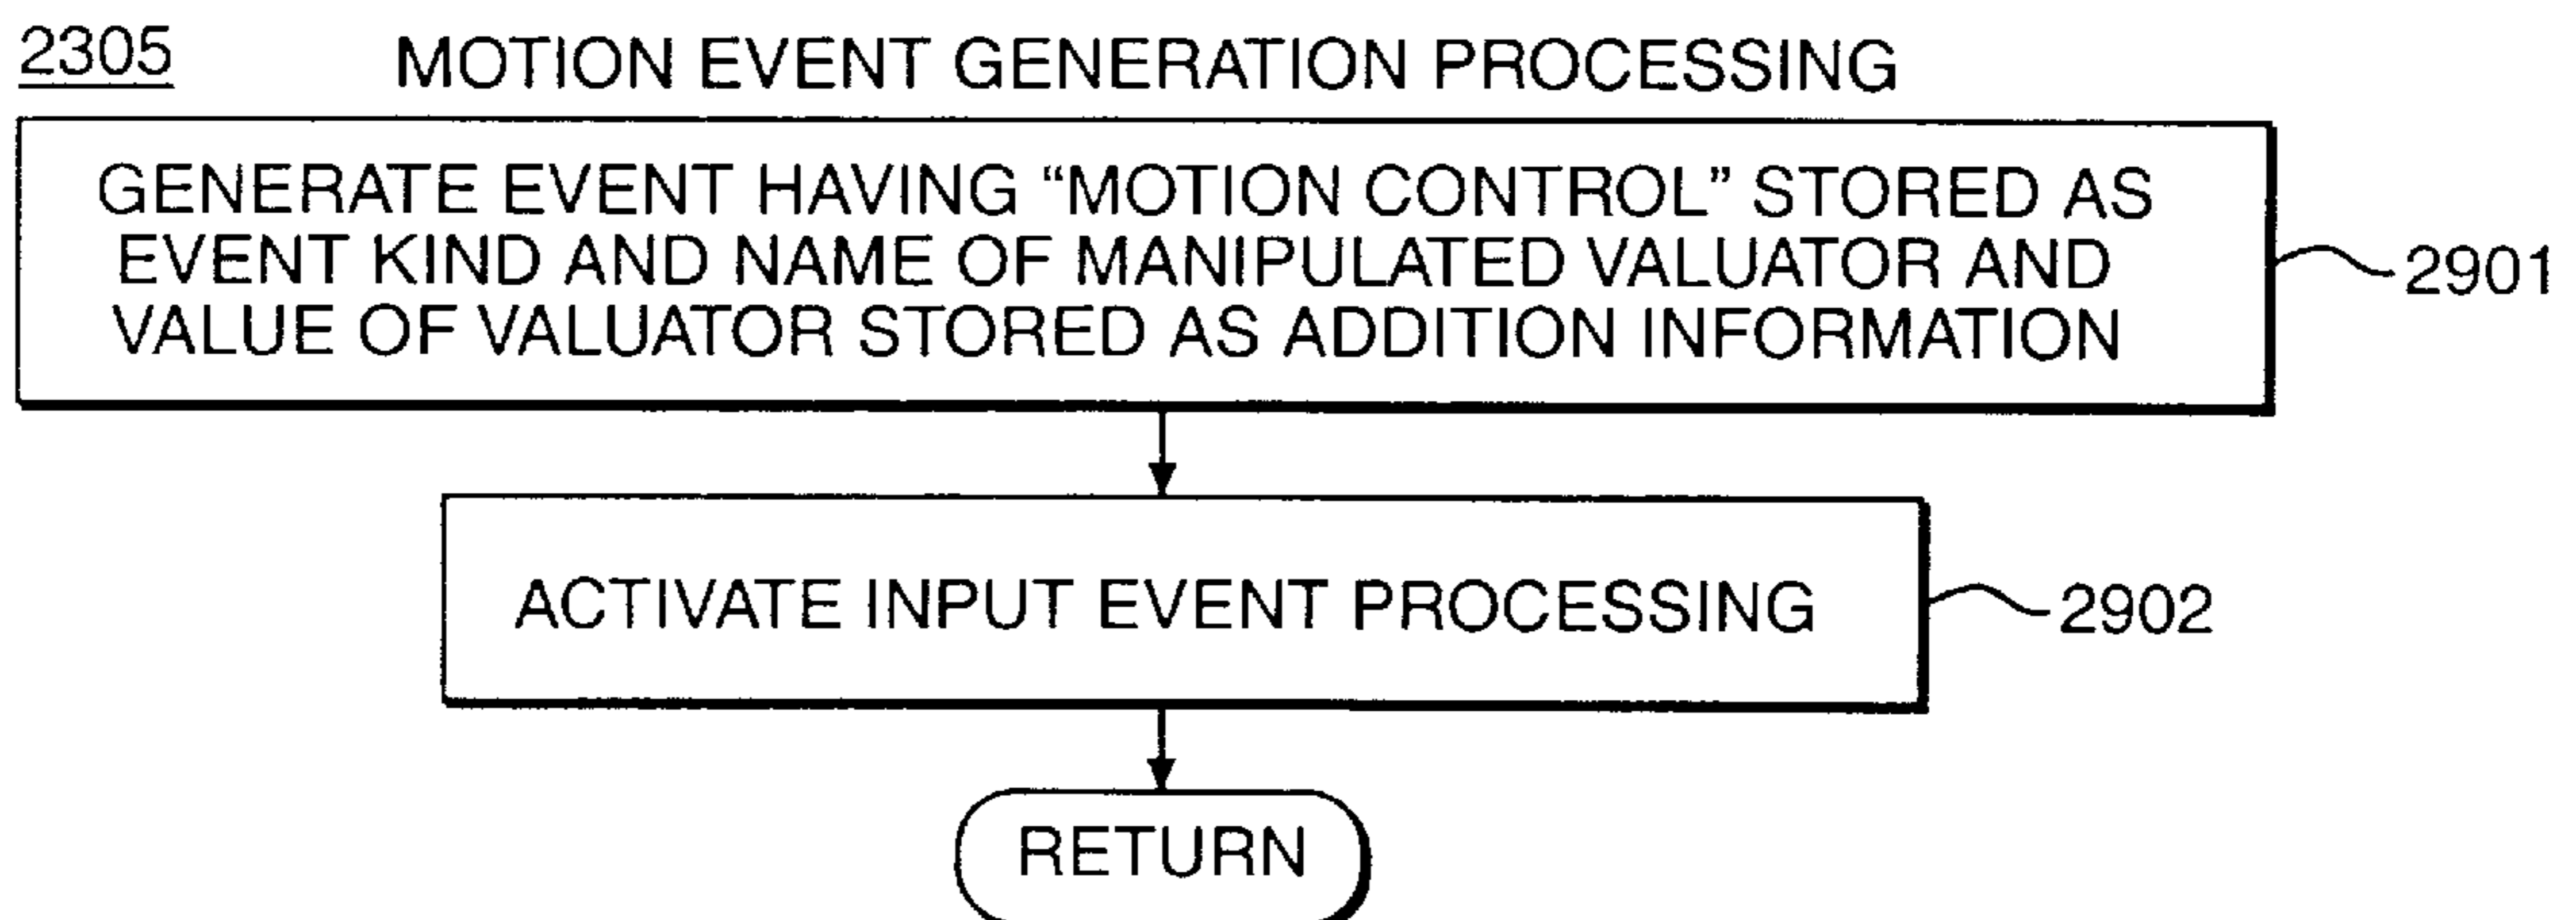 2305
MOTION EVENT GENERATION PROCESSING
GENERATE EVENT HAVING “MOTION CONTROL” STORED AS
EVENT KIND AND NAME OF MANIPULATED VALUATOR AND
VALUE OF VALUATOR STORED AS ADDITION INFORMATION
2901
ACTIVATE INPUT EVENT PROCESSING
2902
RETURN